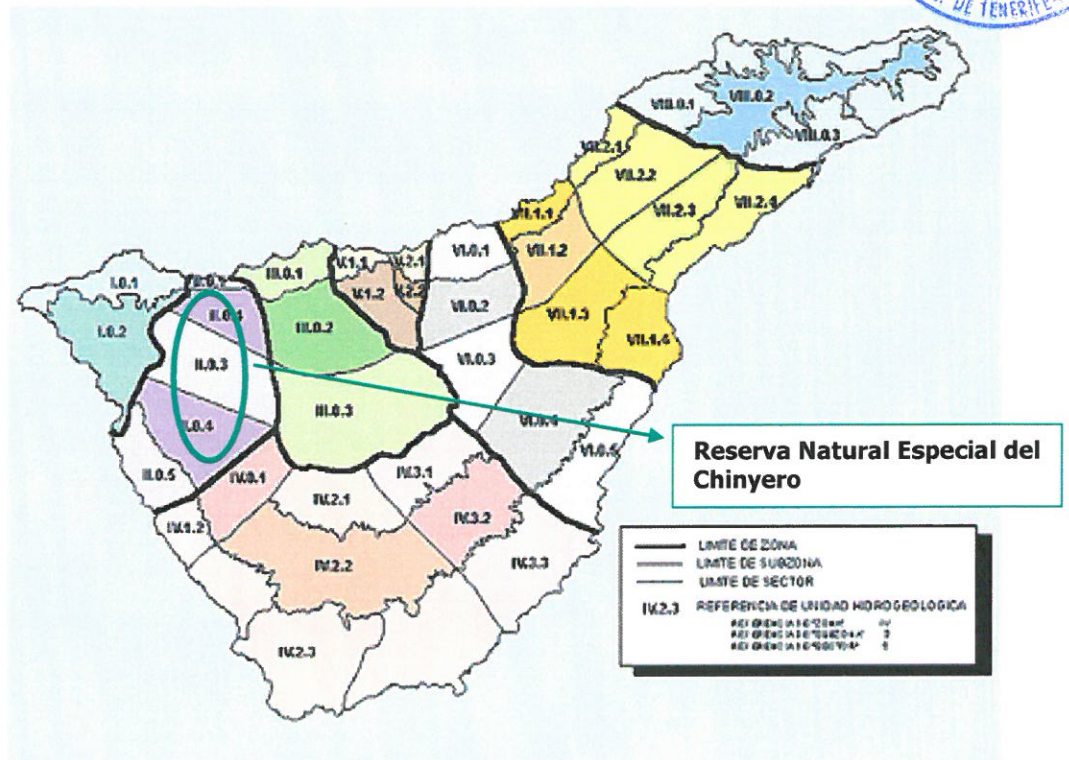 DE TENERIFE
VIII.0.1
VIII.0.2
VIII.0.3
VII.2.1
VII.2.2
VII.2.3
VII.2.4
VII.1.1
VII.1.2
VII.1.3
VII.1.4
VI.0.1
VI.0.2
VI.0.3
VI.0.4
VI.0.5
V.1.1
V.2.1
V.1.2
V.2.2
III.0.1
III.0.2
III.0.3
I.0.1
I.0.2
II.0.3
II.0.5
IV.3.1
IV.2.1
IV.3.2
IV.1.2
IV.2.2
IV.3.3
IV.2.3
Reserva Natural Especial del
Chinyero
LIMITE DE ZONA
LIMITE DE SUBZONA
LIMITE DE SECTOR
IV.2.3 REFERENCIA DE UNIDAD HIDROGEOLOGICA